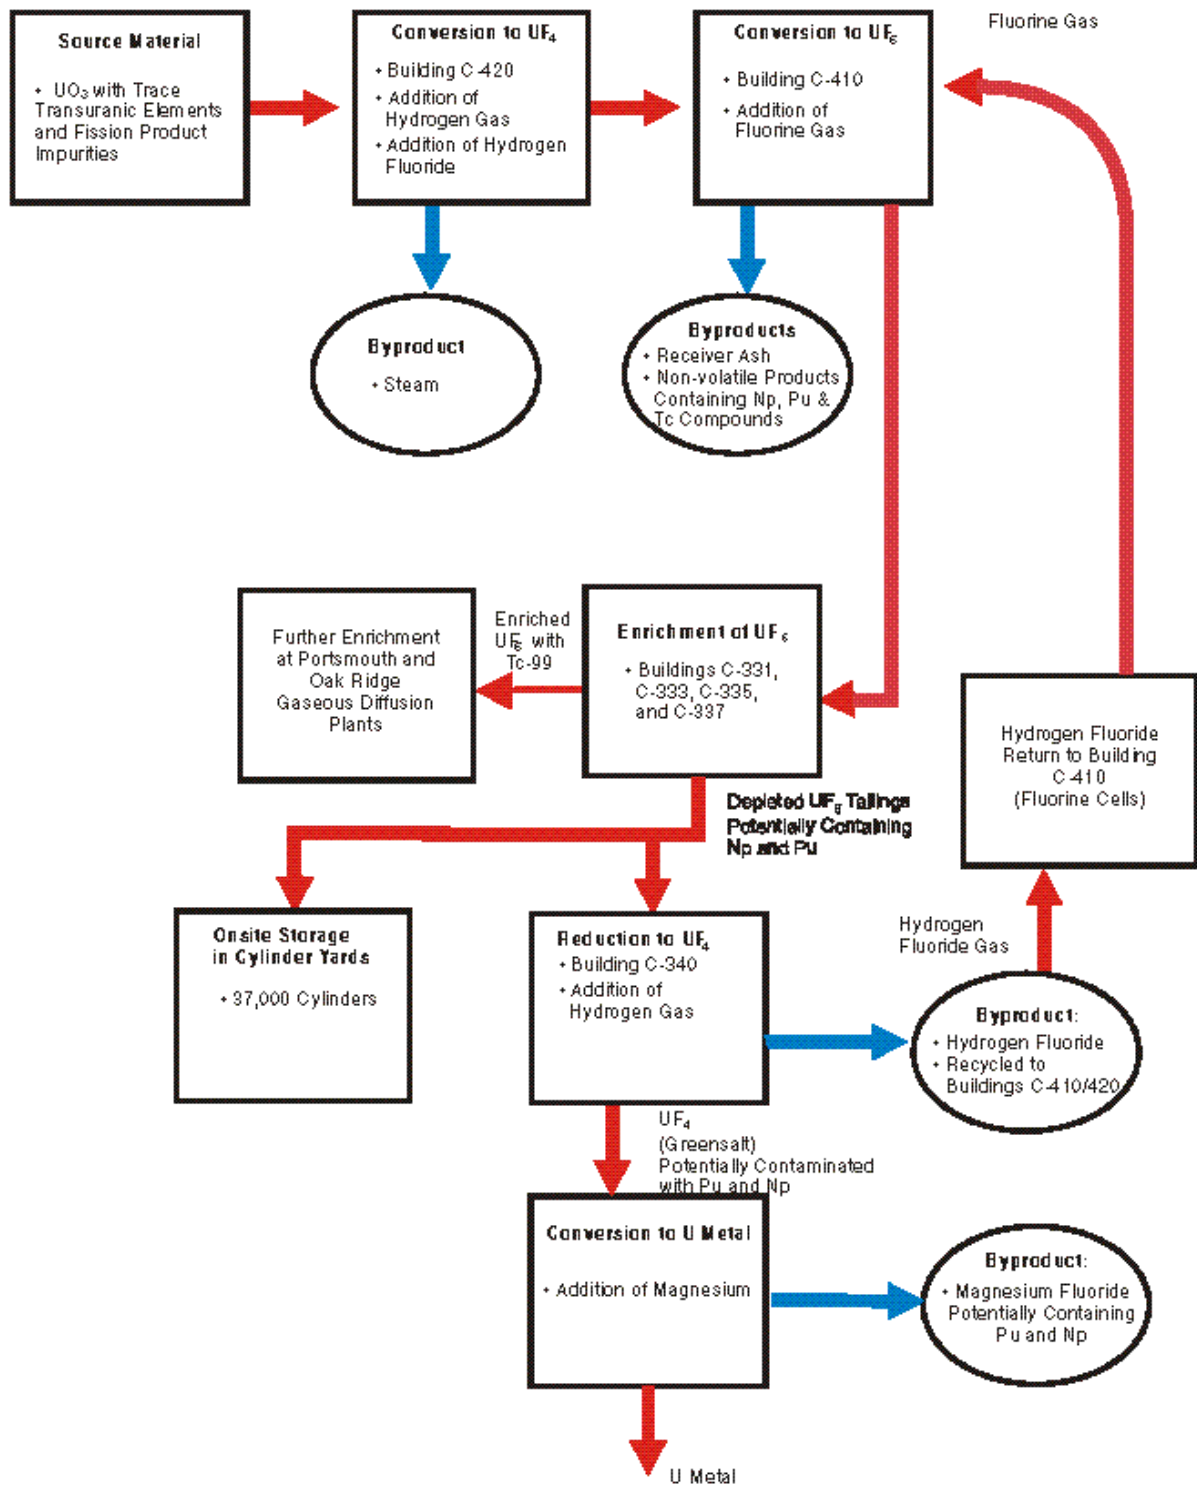 Source Material
• UO₃ with Trace
Transuranic Elements
and Fission Product
Impurities
Conversion to UF₄
• Building C-420
• Addition of
Hydrogen Gas
• Addition of Hydrogen
Fluoride
Conversion to UF₆
• Building C-410
• Addition of
Fluorine Gas
Fluorine Gas
Byproduct
• Steam
Byproducts
• Receiver Ash
• Non-volatile Products
Containing Np, Pu &
Tc Compounds
Further Enrichment
at Portsmouth and
Oak Ridge
Gaseous Diffusion
Plants
Enriched
UF₆ with
Tc-99
Enrichment of UF₆
• Buildings C-331,
C-333, C-335,
and C-337
Hydrogen Fluoride
Return to Building
C-410
(Fluorine Cells)
Depleted UF₆ Tailings
Potentially Containing
Np and Pu
Onsite Storage
in Cylinder Yards
• 37,000 Cylinders
Reduction to UF₄
• Building C-340
• Addition of
Hydrogen Gas
Hydrogen
Fluoride Gas
Byproduct:
• Hydrogen Fluoride
• Recycled to
Buildings C-410/420
UF₄
(Greensalt)
Potentially Contaminated
with Pu and Np
Conversion to U Metal
• Addition of Magnesium
Byproduct:
• Magnesium Fluoride
Potentially Containing
Pu and Np
U Metal